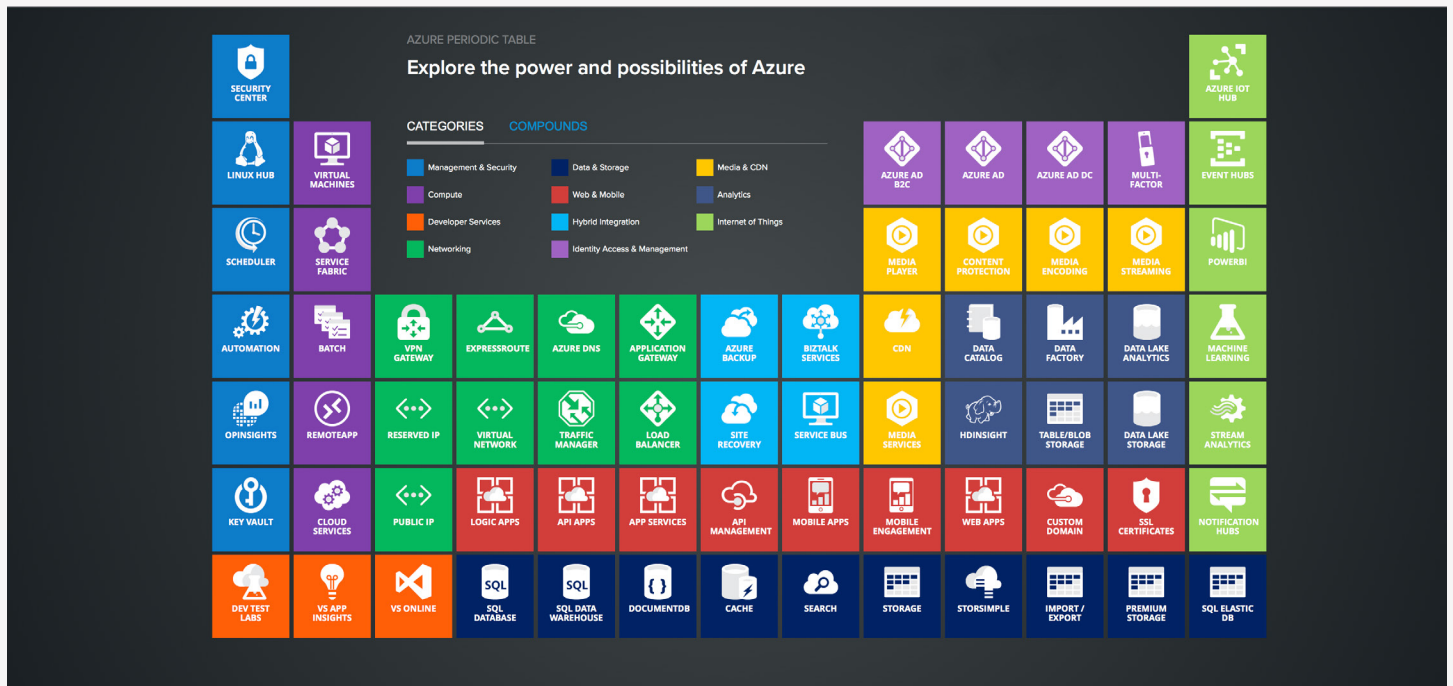 AZURE PERIODIC TABLE
Explore the power and possibilities of Azure
CATEGORIES
COMPOUNDS
Management & Security
Data & Storage
Media & CDN
Compute
Web & Mobile
Analytics
Developer Services
Hybrid Integration
Internet of Things
Networking
Identity Access & Management
SECURITY
CENTER
AZURE IOT
HUB
LINUX HUB
VIRTUAL
MACHINES
AZURE AD
B2C
AZURE AD
AZURE AD DC
MULTI-
FACTOR
EVENT HUBS
SCHEDULER
SERVICE
FABRIC
MEDIA
PLAYER
CONTENT
PROTECTION
MEDIA
ENCODING
MEDIA
STREAMING
POWERBI
AUTOMATION
BATCH
VPN
GATEWAY
EXPRESSROUTE
AZURE DNS
APPLICATION
GATEWAY
AZURE
BACKUP
BIZTALK
SERVICES
CDN
DATA
CATALOG
DATA
FACTORY
DATA LAKE
ANALYTICS
MACHINE
LEARNING
OPINSIGHTS
REMOTEAPP
RESERVED IP
VIRTUAL
NETWORK
TRAFFIC
MANAGER
LOAD
BALANCER
SITE
RECOVERY
SERVICE BUS
MEDIA
SERVICES
HDINSIGHT
TABLE/BLOB
STORAGE
DATA LAKE
STORAGE
STREAM
ANALYTICS
KEY VAULT
CLOUD
SERVICES
PUBLIC IP
LOGIC APPS
API APPS
APP SERVICES
API
MANAGEMENT
MOBILE APPS
MOBILE
ENGAGEMENT
WEB APPS
CUSTOM
DOMAIN
SSL
CERTIFICATES
NOTIFICATION
HUBS
DEV TEST
LABS
VS APP
INSIGHTS
VS ONLINE
SQL
SQL
DATABASE
SQL
SQL DATA
WAREHOUSE
{ }
DOCUMENTDB
CACHE
SEARCH
STORAGE
STORSIMPLE
IMPORT /
EXPORT
PREMIUM
STORAGE
SQL ELASTIC
DB